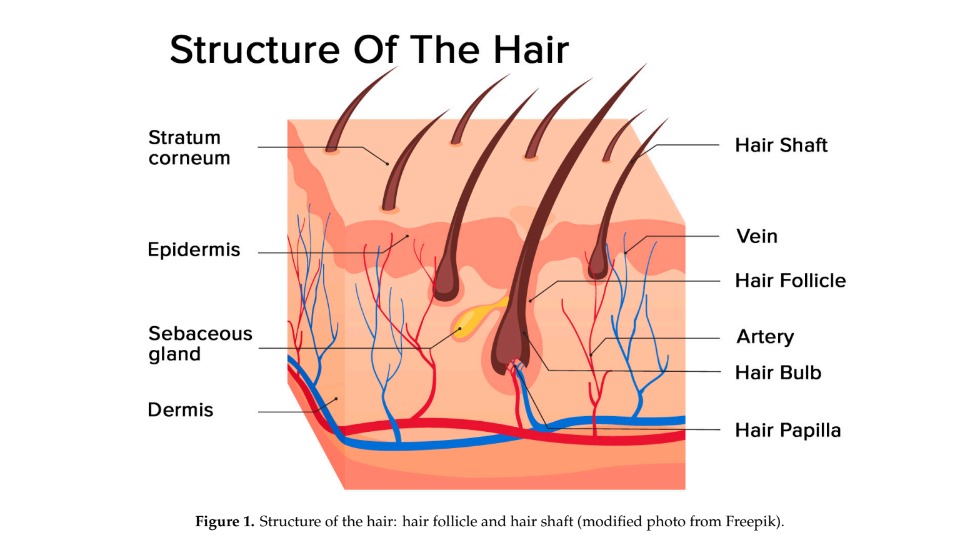 Structure Of The Hair
Stratum
corneum
Epidermis
Sebaceous
gland
Dermis
Hair Shaft
Vein
Hair Follicle
Artery
Hair Bulb
Hair Papilla
Figure 1. Structure of the hair: hair follicle and hair shaft (modified photo from Freepik).